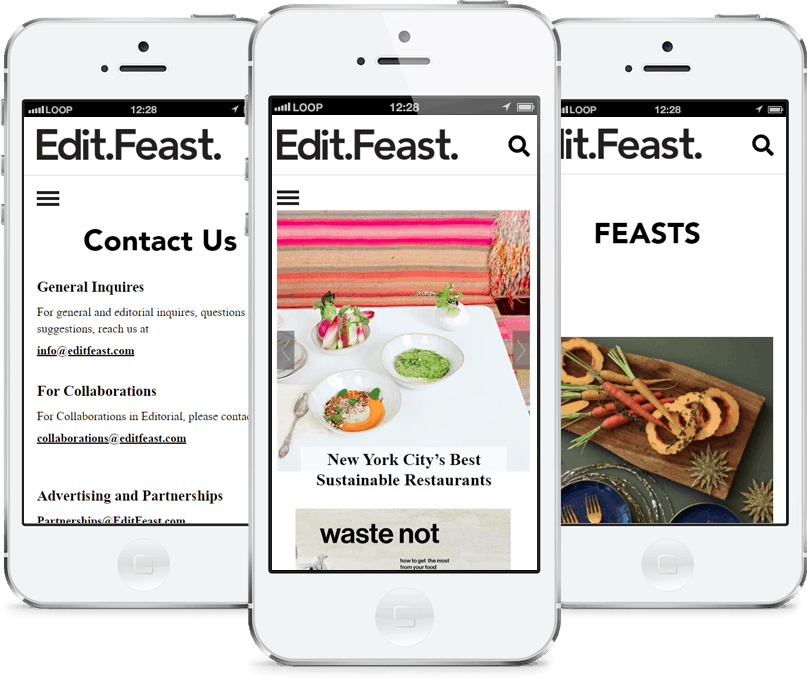 LOOP 12:28
Edit.Feast.
Contact Us
General Inquires
For general and editorial inquires, questions
suggestions, reach us at
info@editfeast.com
For Collaborations
For Collaborations in Editorial, please
collaborations@editfeast.com
Advertising and Partnerships
Partnerships@EditFeast.com
LOOP 12:28
Edit.Feast.
New York City’s Best
Sustainable Restaurants
waste not
how to get the most
from your food
LOOP 12:28
dit.Feast.
FEASTS